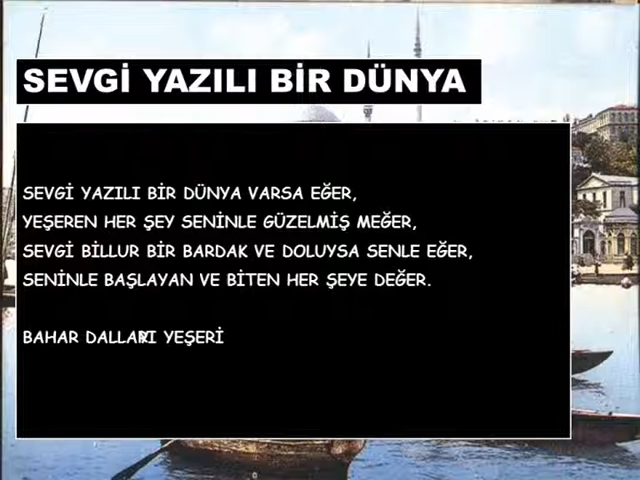 SEVGİ YAZILI BİR DÜNYA
SEVGİ YAZILI BİR DÜNYA VARSA EĞER,
YEŞEREN HER ŞEY SENİNLE GÜZELMİŞ MEĞER,
SEVGİ BİLLUR BİR BARDAK VE DOLUYSA SENLE EĞER,
SENİNLE BAŞLAYAN VE BİTEN HER ŞEYE DEĞER.
BAHAR DALLARI YEŞERİ